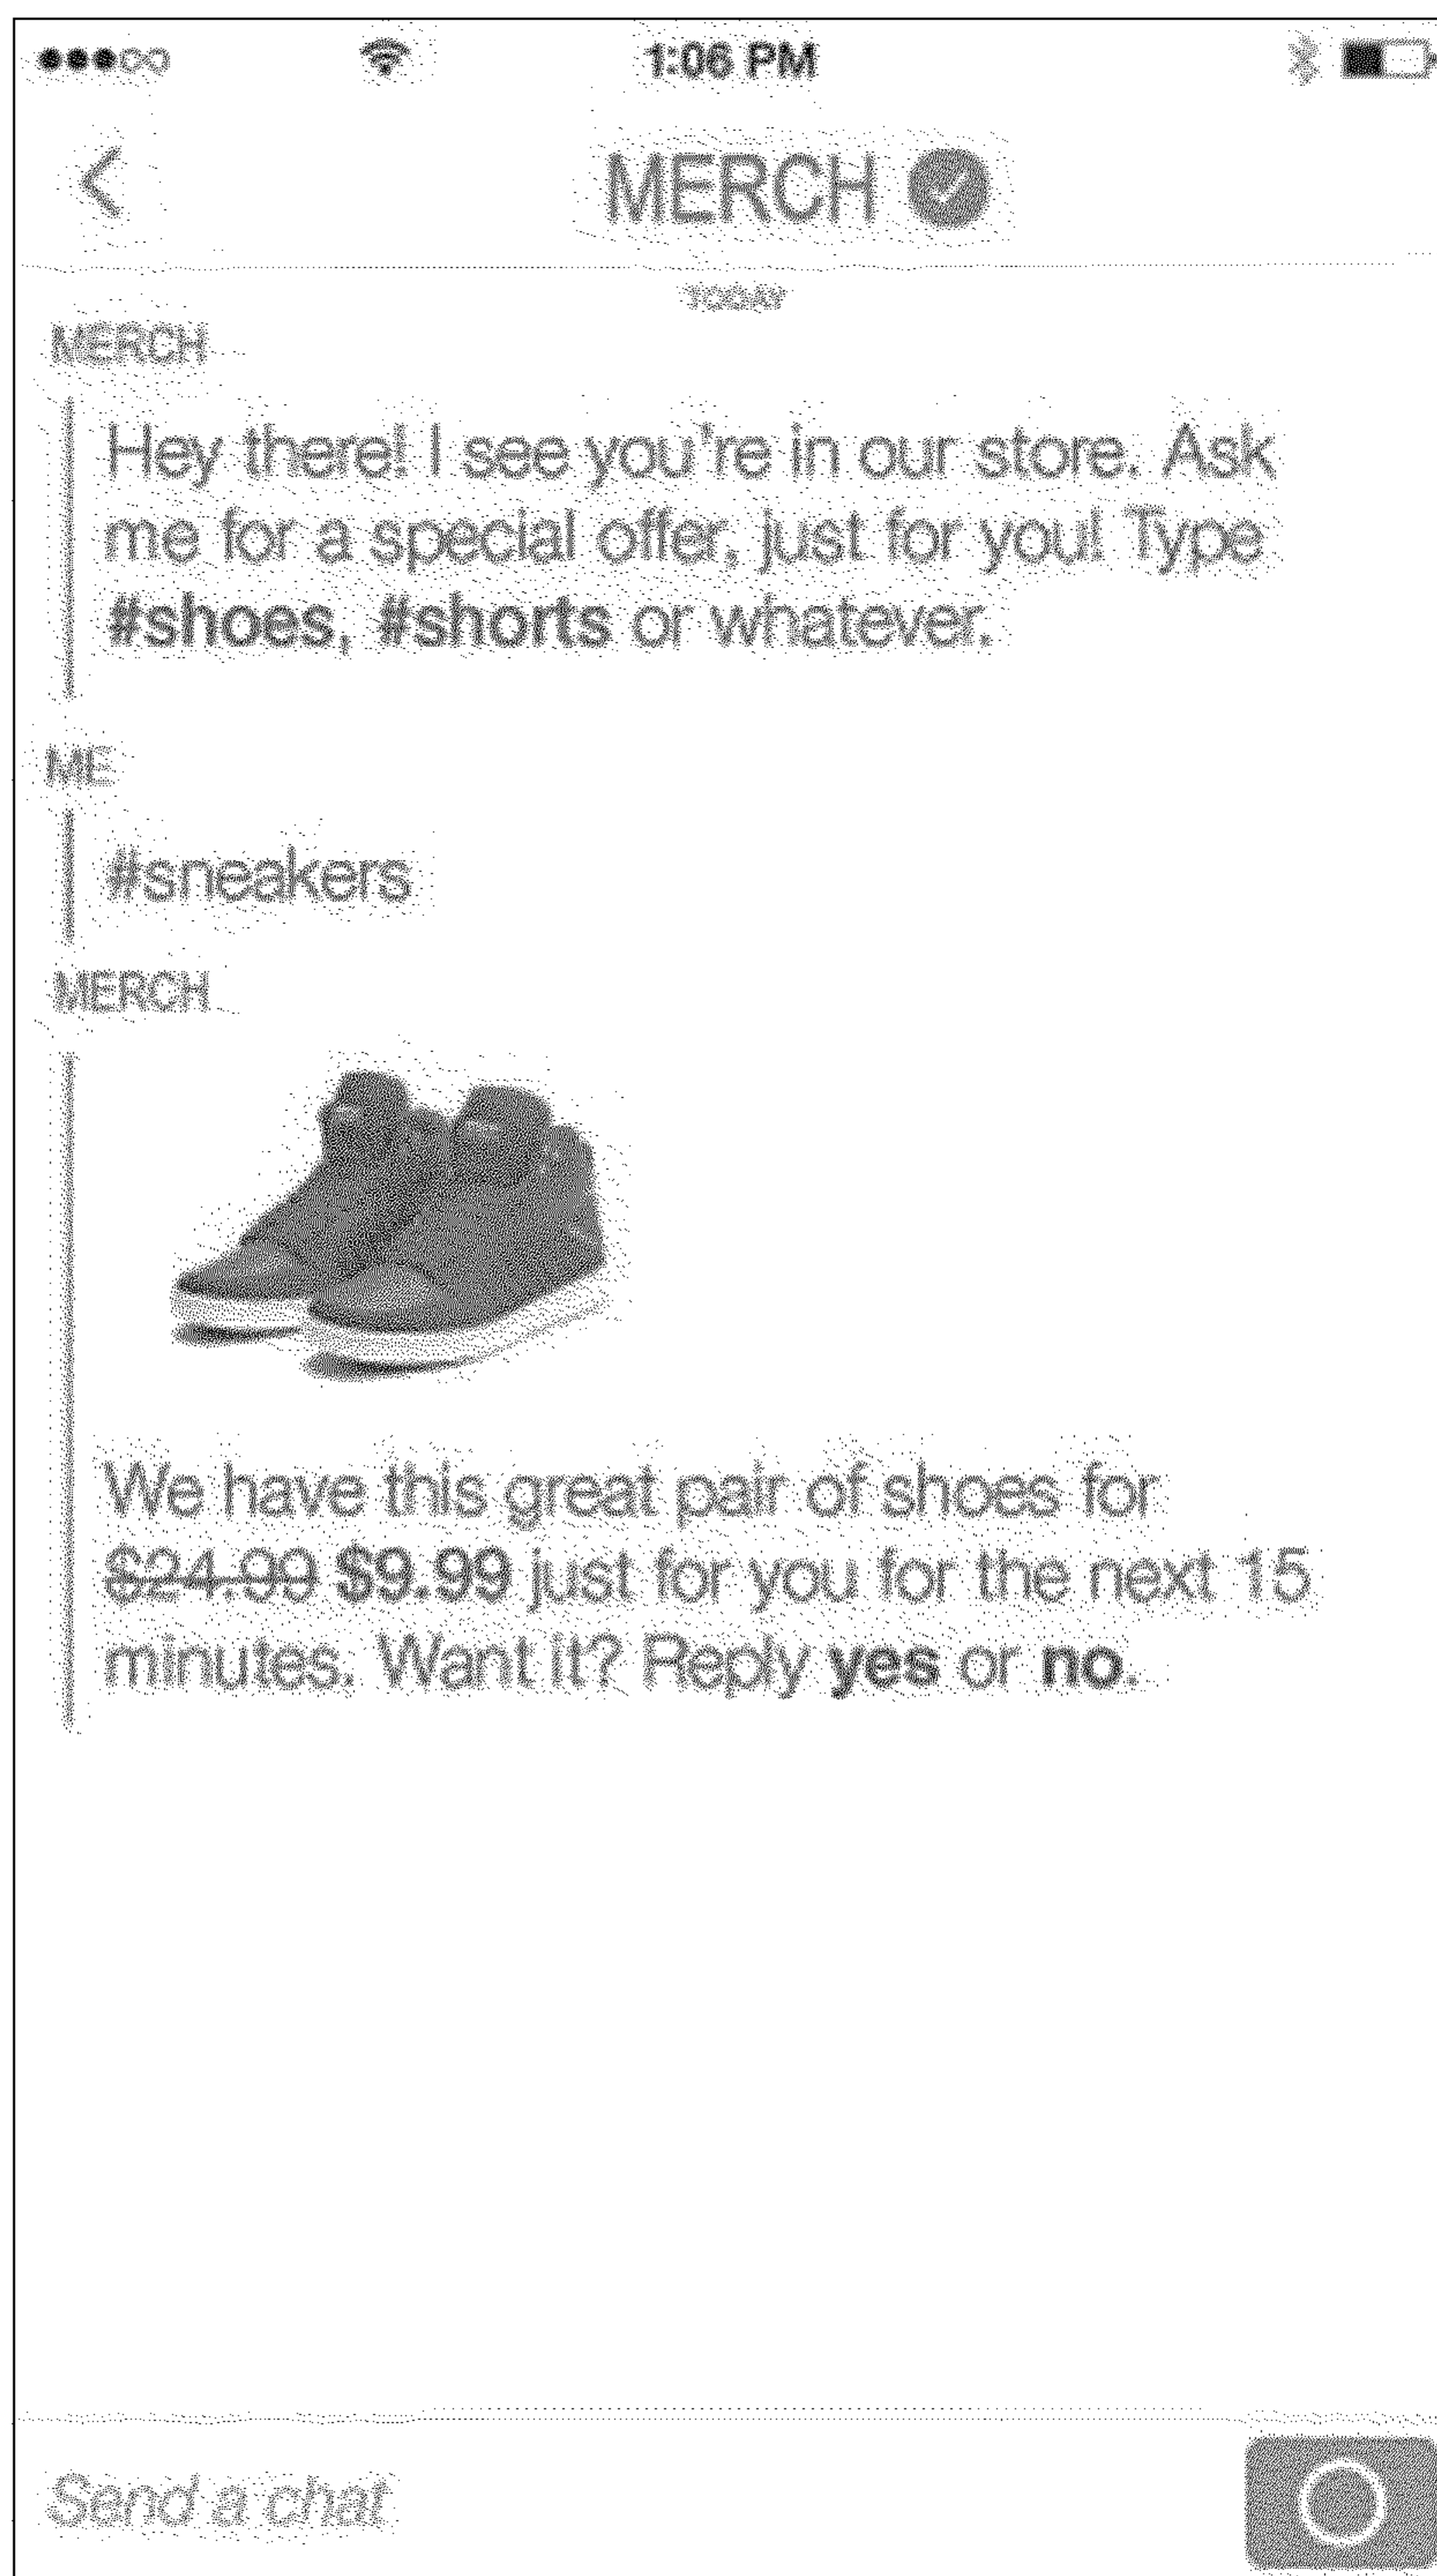 1:06 PM
MERCH
TODAY
MERCH
Hey there! I see you're in our store. Ask
me for a special offer, just for you! Type
#shoes, #shorts or whatever.
ME
#sneakers
MERCH
We have this great pair of shoes for
$24.99 $9.99 just for you for the next 15
minutes. Want it? Reply yes or no.
Send a chat